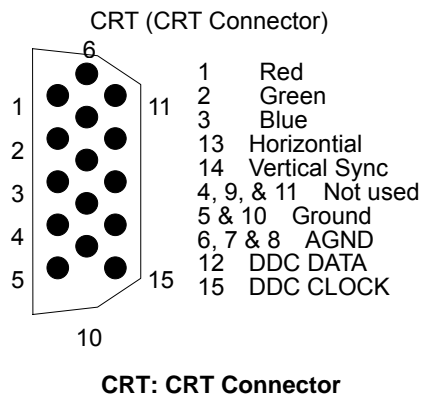 CRT (CRT Connector)
6
1
11
2
3
4
5
15
10
1 Red
2 Green
3 Blue
13 Horizontial
14 Vertical Sync
4, 9, & 11 Not used
5 & 10 Ground
6, 7 & 8 AGND
12 DDC DATA
15 DDC CLOCK
CRT: CRT Connector